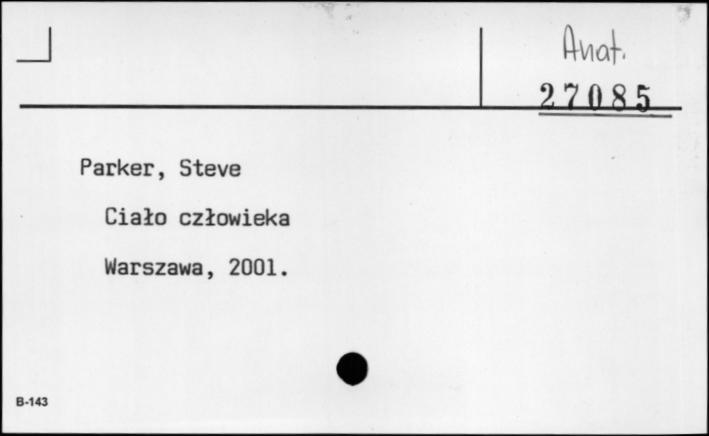 Anat.
27085
Parker, Steve
Ciało człowieka
Warszawa, 2001.
B-143